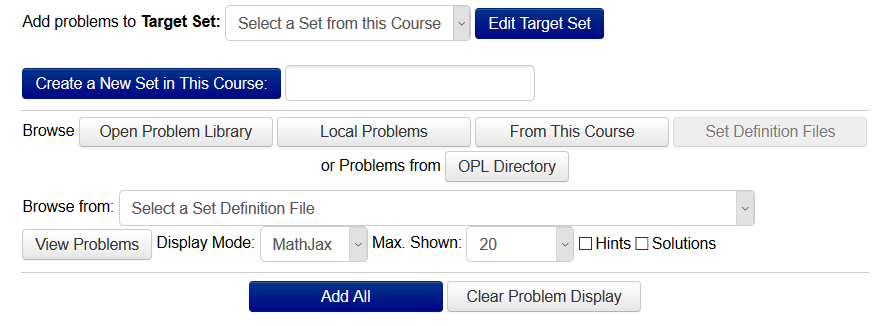 Add problems to Target Set: Select a Set from this Course Edit Target Set
Create a New Set in This Course:
Browse Open Problem Library Local Problems From This Course Set Definition Files
or Problems from OPL Directory
Browse from: Select a Set Definition File
View Problems Display Mode: MathJax Max. Shown: 20 Hints Solutions
Add All Clear Problem Display